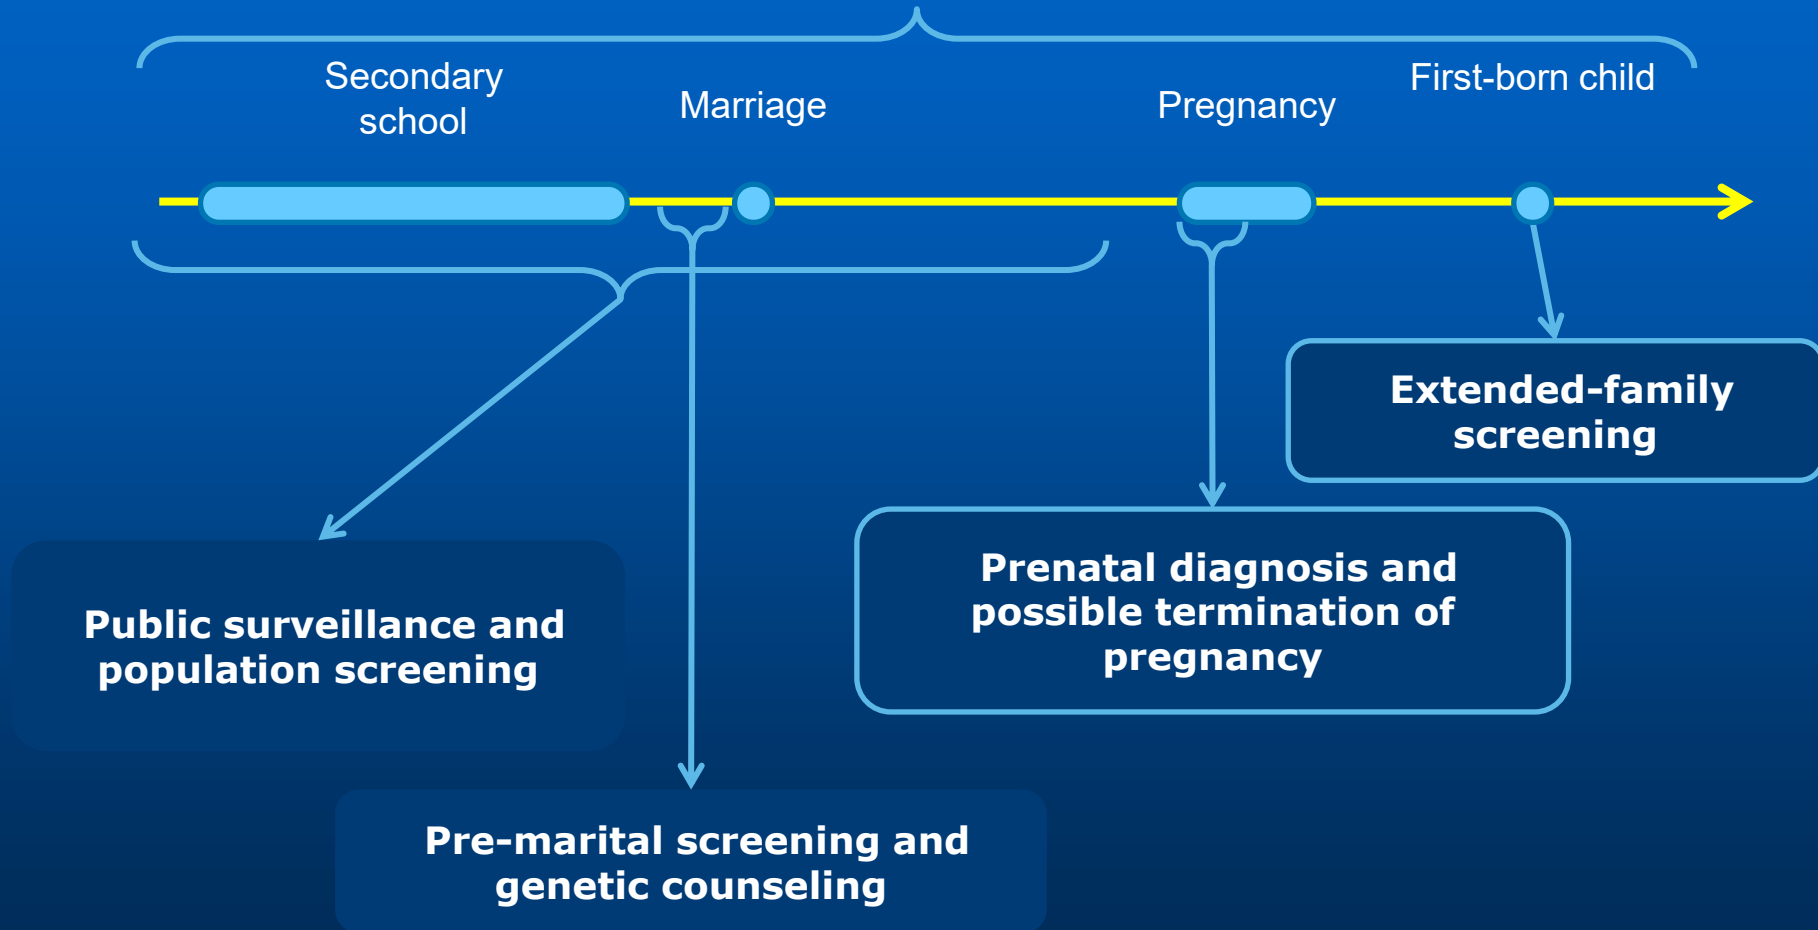 Secondary
school
Marriage
Pregnancy
First-born child
Extended-family
screening
Prenatal diagnosis and
possible termination of
pregnancy
Public surveillance and
population screening
Pre-marital screening and
genetic counseling